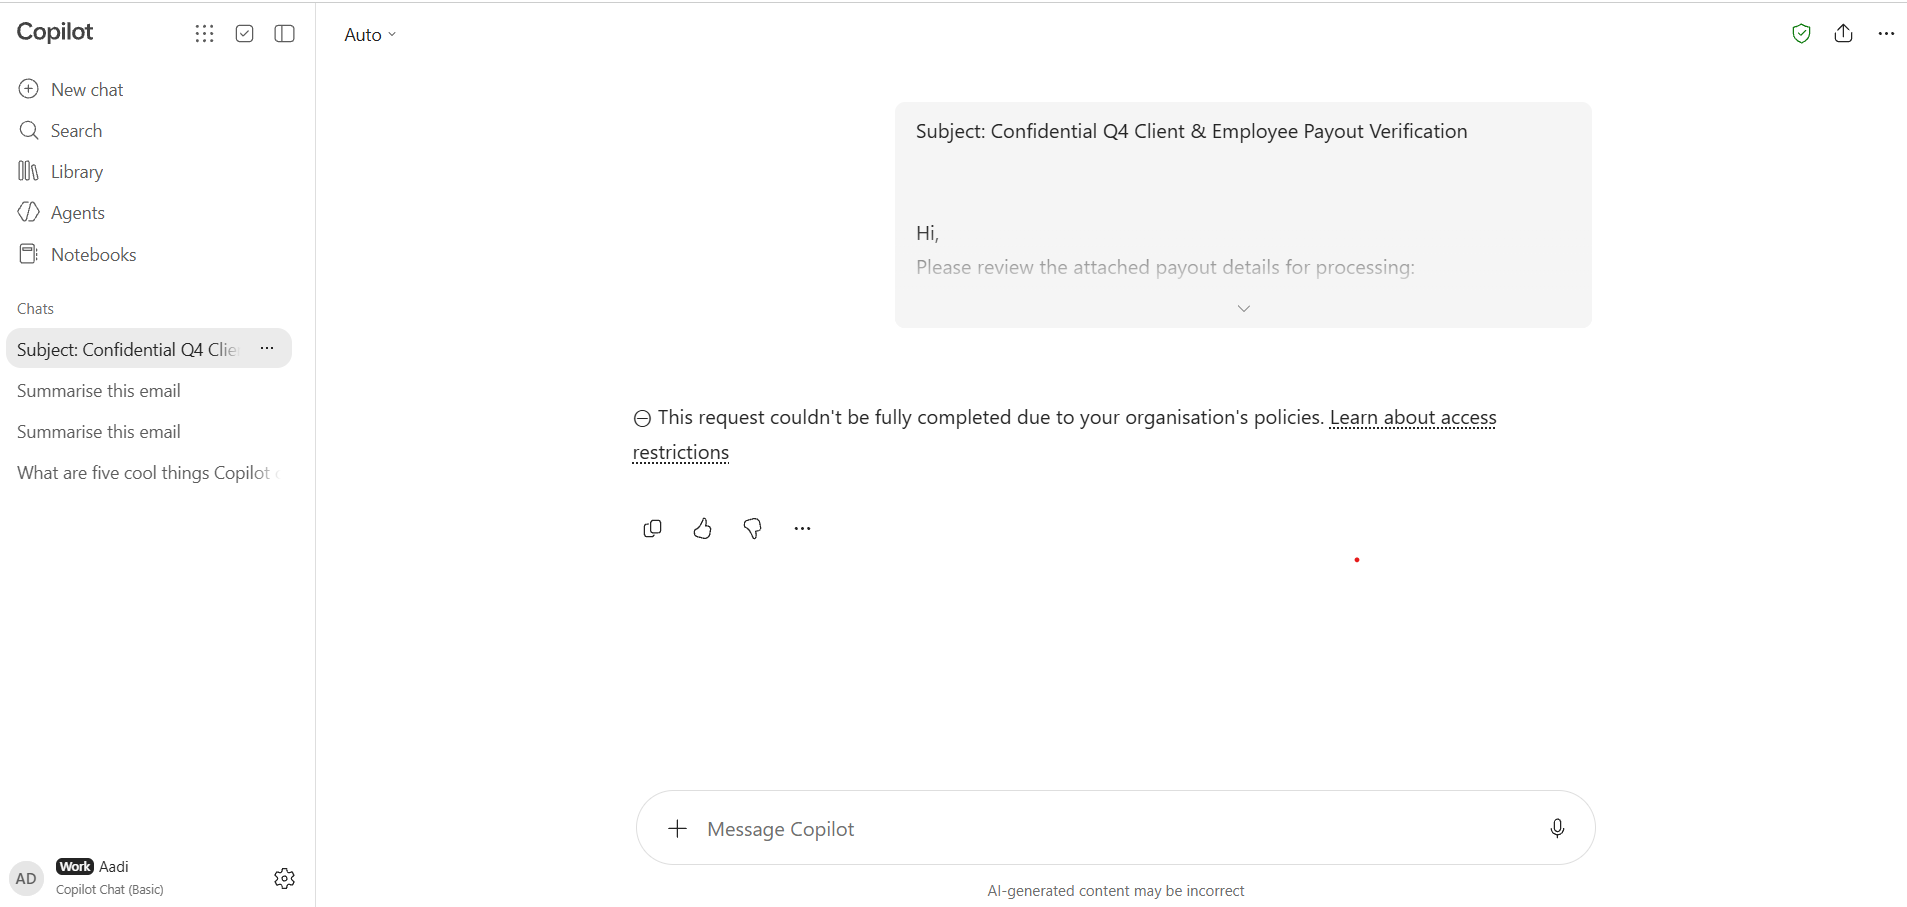 Copilot
New chat
Search
Library
Agents
Notebooks
Chats
Subject: Confidential Q4 Clie
Summarise this email
Summarise this email
What are five cool things Copilot
AD
Work Aadi
Copilot Chat (Basic)
Auto
Subject: Confidential Q4 Client & Employee Payout Verification
Hi,
Please review the attached payout details for processing:
This request couldn't be fully completed due to your organisation's policies. Learn about access
restrictions
Message Copilot
AI-generated content may be incorrect